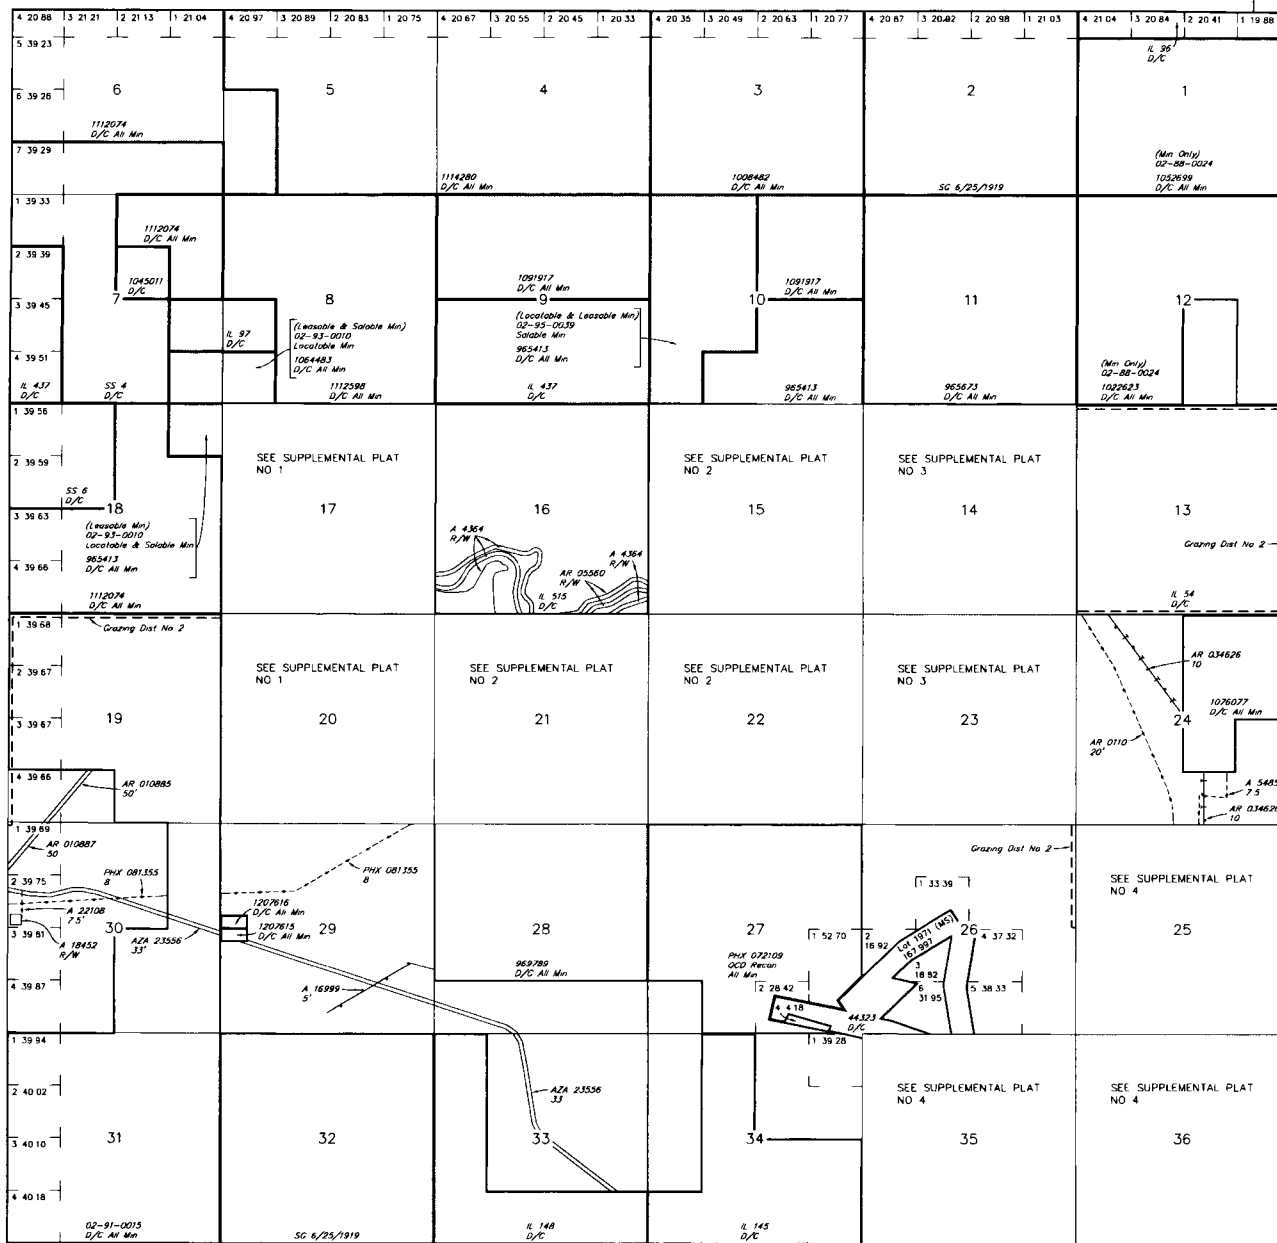 4 20 88 3 21 21 2 21 13 1 21 04 4 20 97 3 20 89 2 20 83 1 20 75 4 20 67 3 20 55 2 20 45 1 20 33 4 20 35 3 20 49 2 20 63 1 20 77 4 20 87 3 20 92 2 20 98 1 21 03 4 21 04 3 20 84 2 20 41 1 19 88
5 39 23
IL 96
D/C
6 39 26
6 5 4 3 2 1
1112074
D/C All Min
7 39 29
(Min Only)
02-88-0024
1114280
D/C All Min
1008482
D/C All Min
SG 6/25/1919
1052699
D/C All Min
1 39 33
1112074
D/C All Min
2 39 39
1045011
D/C
1091917
D/C All Min
1091917
D/C All Min
3 39 45
7 8 9 10 11 12
IL 97
D/C
(Leasable & Salable Min)
02-93-0010
Locatable Min
1064483
D/C All Min
(Locatable & Leasable Min)
02-95-0039
Salable Min
965413
D/C All Min
4 39 51
(Min Only)
02-88-0024
IL 437
D/C
SS 4
D/C
1112598
D/C All Min
IL 437
D/C
965413
D/C All Min
965673
D/C All Min
1022623
D/C All Min
1 39 56
2 39 59
SEE SUPPLEMENTAL PLAT
NO 1
SEE SUPPLEMENTAL PLAT
NO 2
SEE SUPPLEMENTAL PLAT
NO 3
SS 6
D/C
3 39 63
18 17 16 15 14 13
(Leasable Min)
02-93-0010
Locatable & Salable Min
965413
D/C All Min
A 4364
R/W
AR 05560
R/W
A 4364
R/W
Grazing Dist No 2
4 39 66
1112074
D/C All Min
IL 515
D/C
IL 54
D/C
1 39 68
Grazing Dist No 2
2 39 67
SEE SUPPLEMENTAL PLAT
NO 1
SEE SUPPLEMENTAL PLAT
NO 2
SEE SUPPLEMENTAL PLAT
NO 2
SEE SUPPLEMENTAL PLAT
NO 3
AR 034626
10
1076077
D/C All Min
3 39 67
19 20 21 22 23 24
AR 0110
20'
4 39 66
AR 010885
50'
A 5485
7 5
AR 034626
10
1 39 69
AR 010887
50
Grazing Dist No 2
PHX 081355
8
PHX 081355
8
2 39 75
1 33 39
SEE SUPPLEMENTAL PLAT
NO 4
A 22108
7 5'
1207616
D/C All Min
1207615
D/C All Min
Lot 1971 (MS)
167 997
3 39 81
30 29 28 27 26 25
1 52 70
2
16 92
4 37 32
A 18452
R/W
AZA 23556
33'
969789
D/C All Min
PHX 072109
QCD Recon
All Min
3
18 82
6
31 95
5 38 33
4 39 87
A 16999
5'
2 28 42
4 4 18
44323
D/C
1 39 94
1 39 28
2 40 02
AZA 23556
33
SEE SUPPLEMENTAL PLAT
NO 4
SEE SUPPLEMENTAL PLAT
NO 4
3 40 10
31 32 33 34 35 36
4 40 18
02-91-0015
D/C All Min
SG 6/25/1919
IL 148
D/C
IL 145
D/C